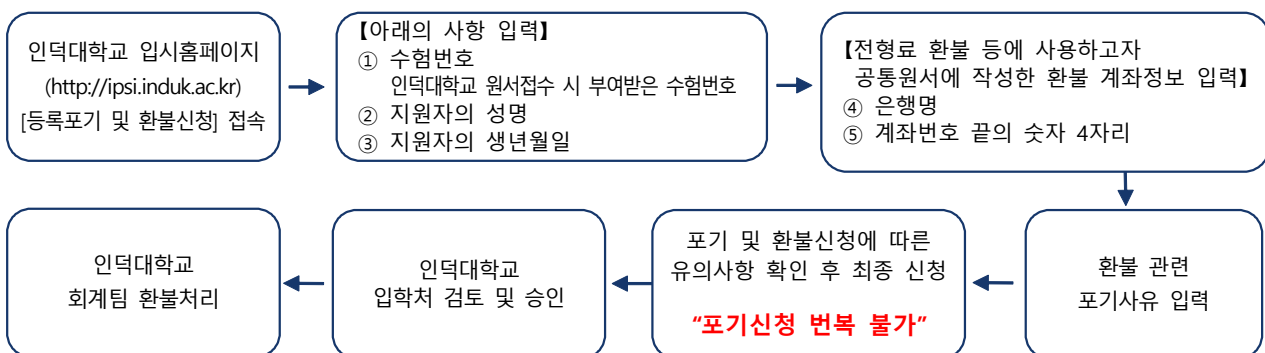 인덕대학교 입시홈페이지
(http://ipsi.induk.ac.kr)
[등록포기 및 환불신청] 접속
【아래의 사항 입력】
① 수험번호
인덕대학교 원서접수 시 부여받은 수험번호
② 지원자의 성명
③ 지원자의 생년월일
【전형료 환불 등에 사용하고자
공통원서에 작성한 환불 계좌정보 입력】
④ 은행명
⑤ 계좌번호 끝의 숫자 4자리
환불 관련
포기사유 입력
포기 및 환불신청에 따른
유의사항 확인 후 최종 신청
“포기신청 번복 불가”
인덕대학교
입학처 검토 및 승인
인덕대학교
회계팀 환불처리